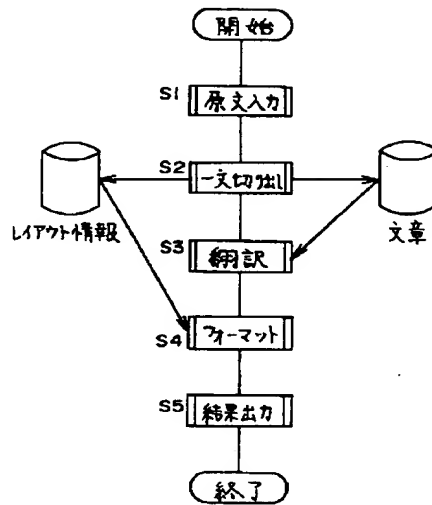 開始
S1
原文入力
S2
一文切り出し
レイアウト情報
文章
S3
翻訳
S4
フォーマット
S5
結果出力
終了